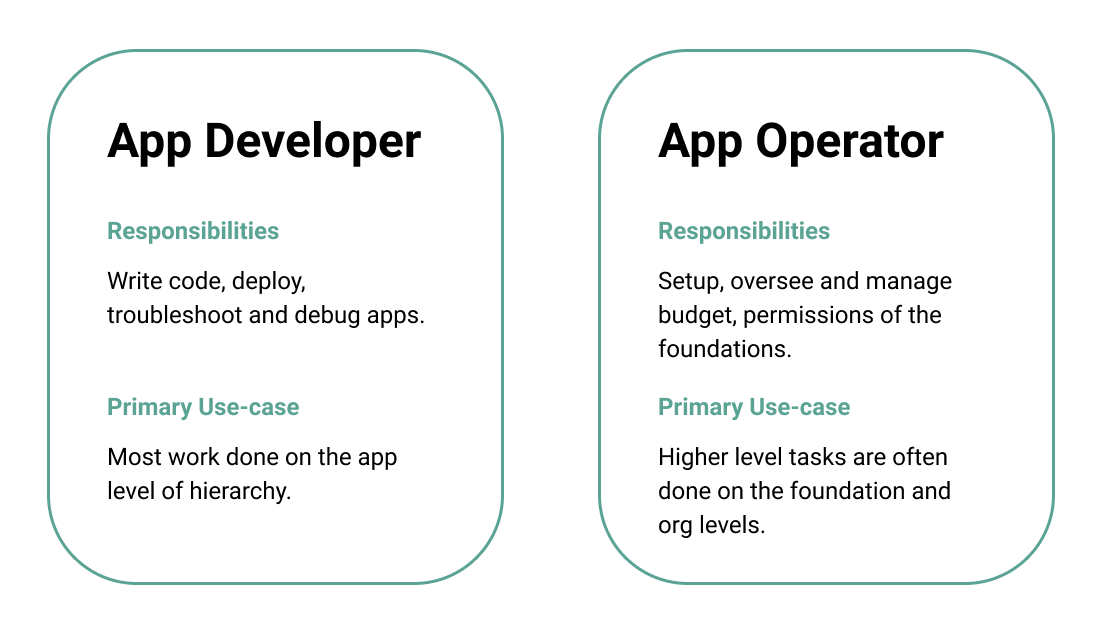 App Developer
Responsibilities
Write code, deploy,
troubleshoot and debug apps.
Primary Use-case
Most work done on the app
level of hierarchy.
App Operator
Responsibilities
Setup, oversee and manage
budget, permissions of the
foundations.
Primary Use-case
Higher level tasks are often
done on the foundation and
org levels.